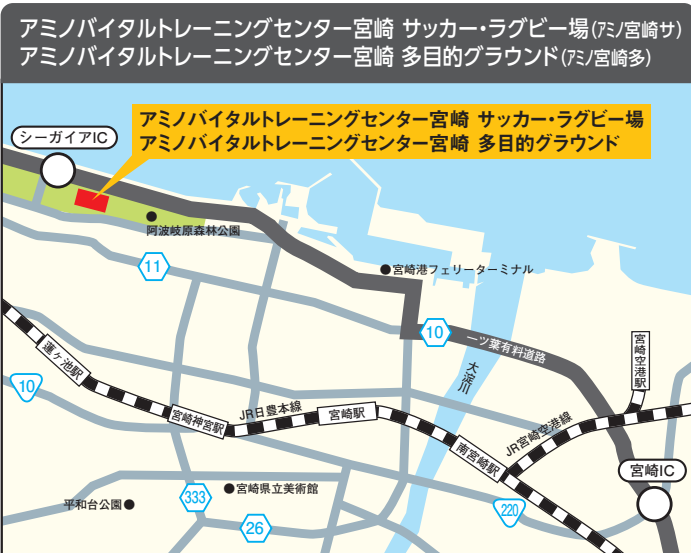 アミノバイタルトレーニングセンター宮崎 サッカー・ラグビー場(アミノ宮崎サ)
アミノバイタルトレーニングセンター宮崎 多目的グラウンド(アミノ宮崎多)
アミノバイタルトレーニングセンター宮崎 サッカー・ラグビー場
アミノバイタルトレーニングセンター宮崎 多目的グラウンド
シーガイアIC
阿波岐原森林公園
11
宮崎港フェリーターミナル
10
一ツ葉有料道路
宮崎空港駅
大淀川
蓮ヶ池駅
10
宮崎神宮駅
JR日豊本線
宮崎駅
南宮崎駅
JR宮崎空港線
宮崎IC
333
宮崎県立美術館
平和台公園
26
220